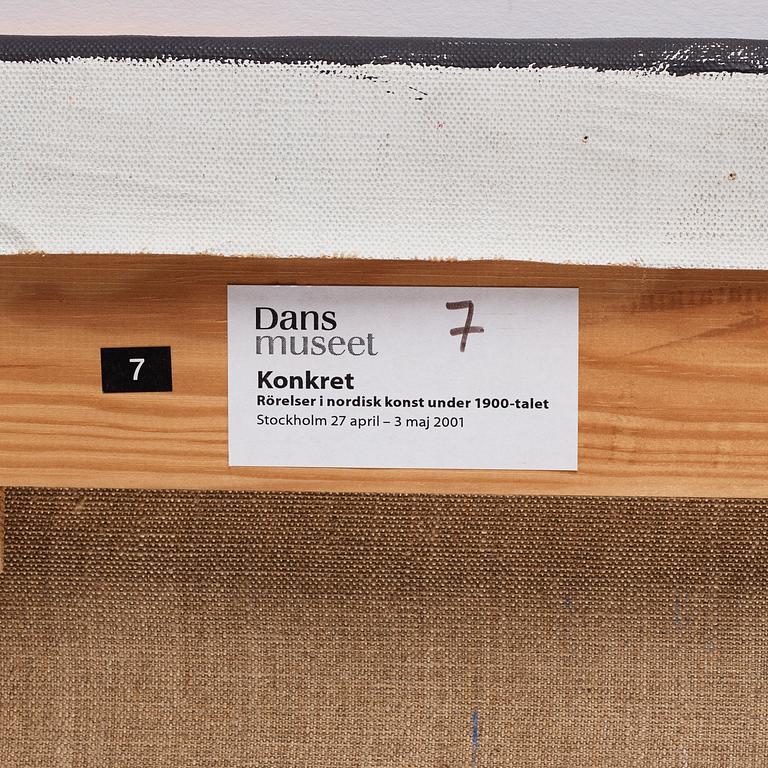 7
Dans
museet
7
Konkret
Rörelser i nordisk konst under 1900-talet
Stockholm 27 april – 3 maj 2001